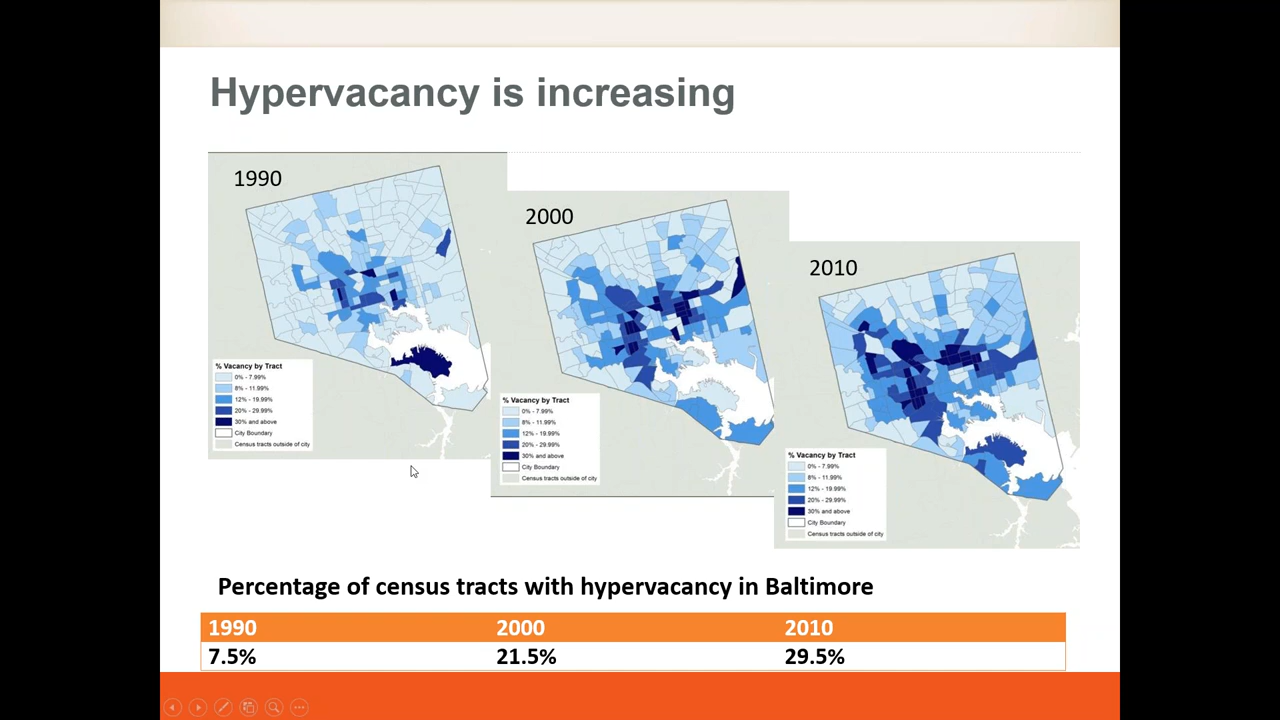 Hypervacancy is increasing
1990
% Vacancy by Tract
0% - 7.99%
8% - 11.99%
12% - 19.99%
20% - 29.99%
30% and above
City Boundary
Census tracts outside of city
2000
% Vacancy by Tract
0% - 7.99%
8% - 11.99%
12% - 19.99%
20% - 29.99%
30% and above
City Boundary
Census tracts outside of city
2010
% Vacancy by Tract
0% - 7.99%
8% - 11.99%
12% - 19.99%
20% - 29.99%
30% and above
City Boundary
Census tracts outside of city
Percentage of census tracts with hypervacancy in Baltimore
1990 2000 2010
7.5% 21.5% 29.5%